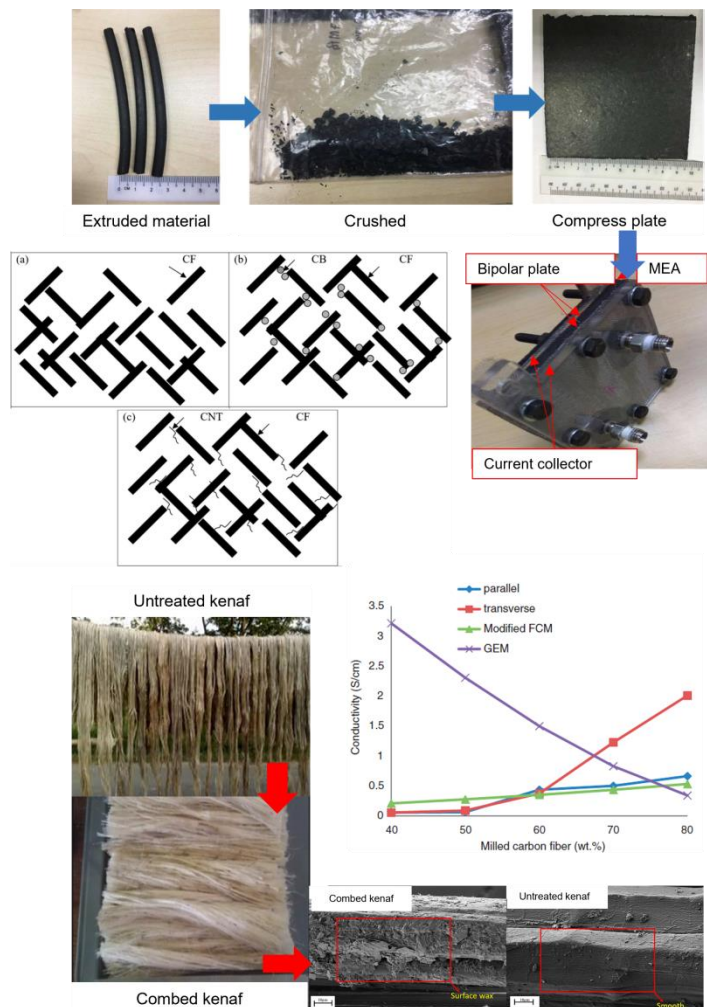 Extruded material
Crushed
Compress plate
(a)
CF
(b)
CB
CF
(c)
CNT
CF
Bipolar plate
MEA
Current collector
Untreated kenaf
Combed kenaf
parallel
transverse
Modified FCM
GEM
3.5
3
2.5
2
1.5
1
0.5
0
Conductivity (S/cm)
40
50
60
70
80
Milled carbon fiber (wt.%)
Combed kenaf
Surface wax
Untreated kenaf
Smooth